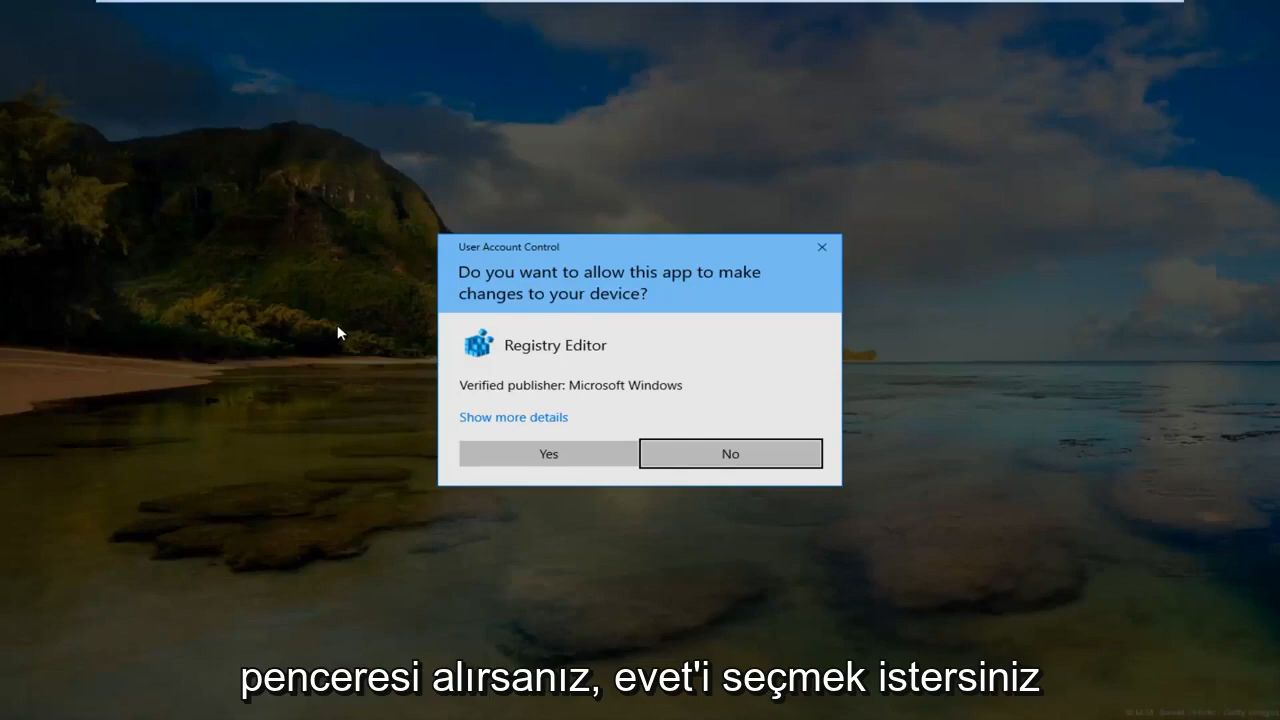 User Account Control
Do you want to allow this app to make
changes to your device?
Registry Editor
Verified publisher: Microsoft Windows
Show more details
Yes
No
penceresi alırsanız, evet'i seçmek istersiniz